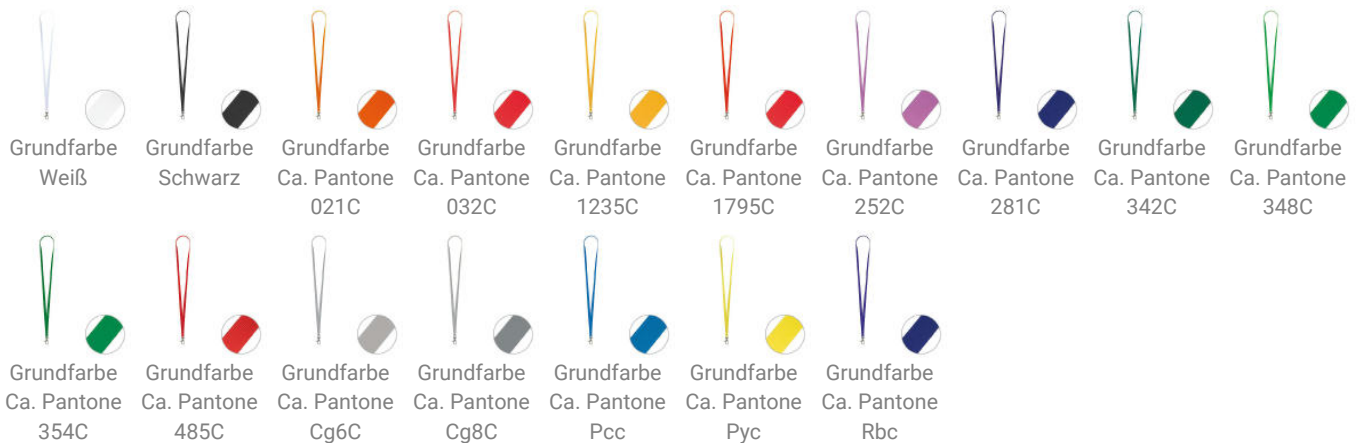 Grundfarbe Grundfarbe Grundfarbe Grundfarbe Grundfarbe Grundfarbe Grundfarbe Grundfarbe Grundfarbe Grundfarbe
Weiß Schwarz Ca. Pantone Ca. Pantone Ca. Pantone Ca. Pantone Ca. Pantone Ca. Pantone Ca. Pantone Ca. Pantone
021C 032C 1235C 1795C 252C 281C 342C 348C
Grundfarbe Grundfarbe Grundfarbe Grundfarbe Grundfarbe Grundfarbe Grundfarbe
Ca. Pantone Ca. Pantone Ca. Pantone Ca. Pantone Ca. Pantone Ca. Pantone Ca. Pantone
354C 485C Cg6C Cg8C Pcc Pyc Rbc